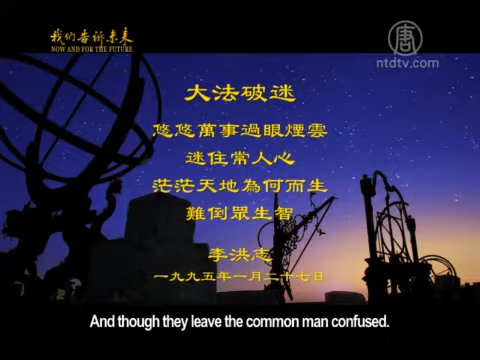 我们告诉未来
NOW AND FOR THE FUTURE
唐
ntdtv.com
大法破迷
悠悠萬事過眼煙雲
迷住常人心
茫茫天地為何而生
難倒眾生智
李洪志
一九九五年一月二十七日
And though they leave the common man confused.